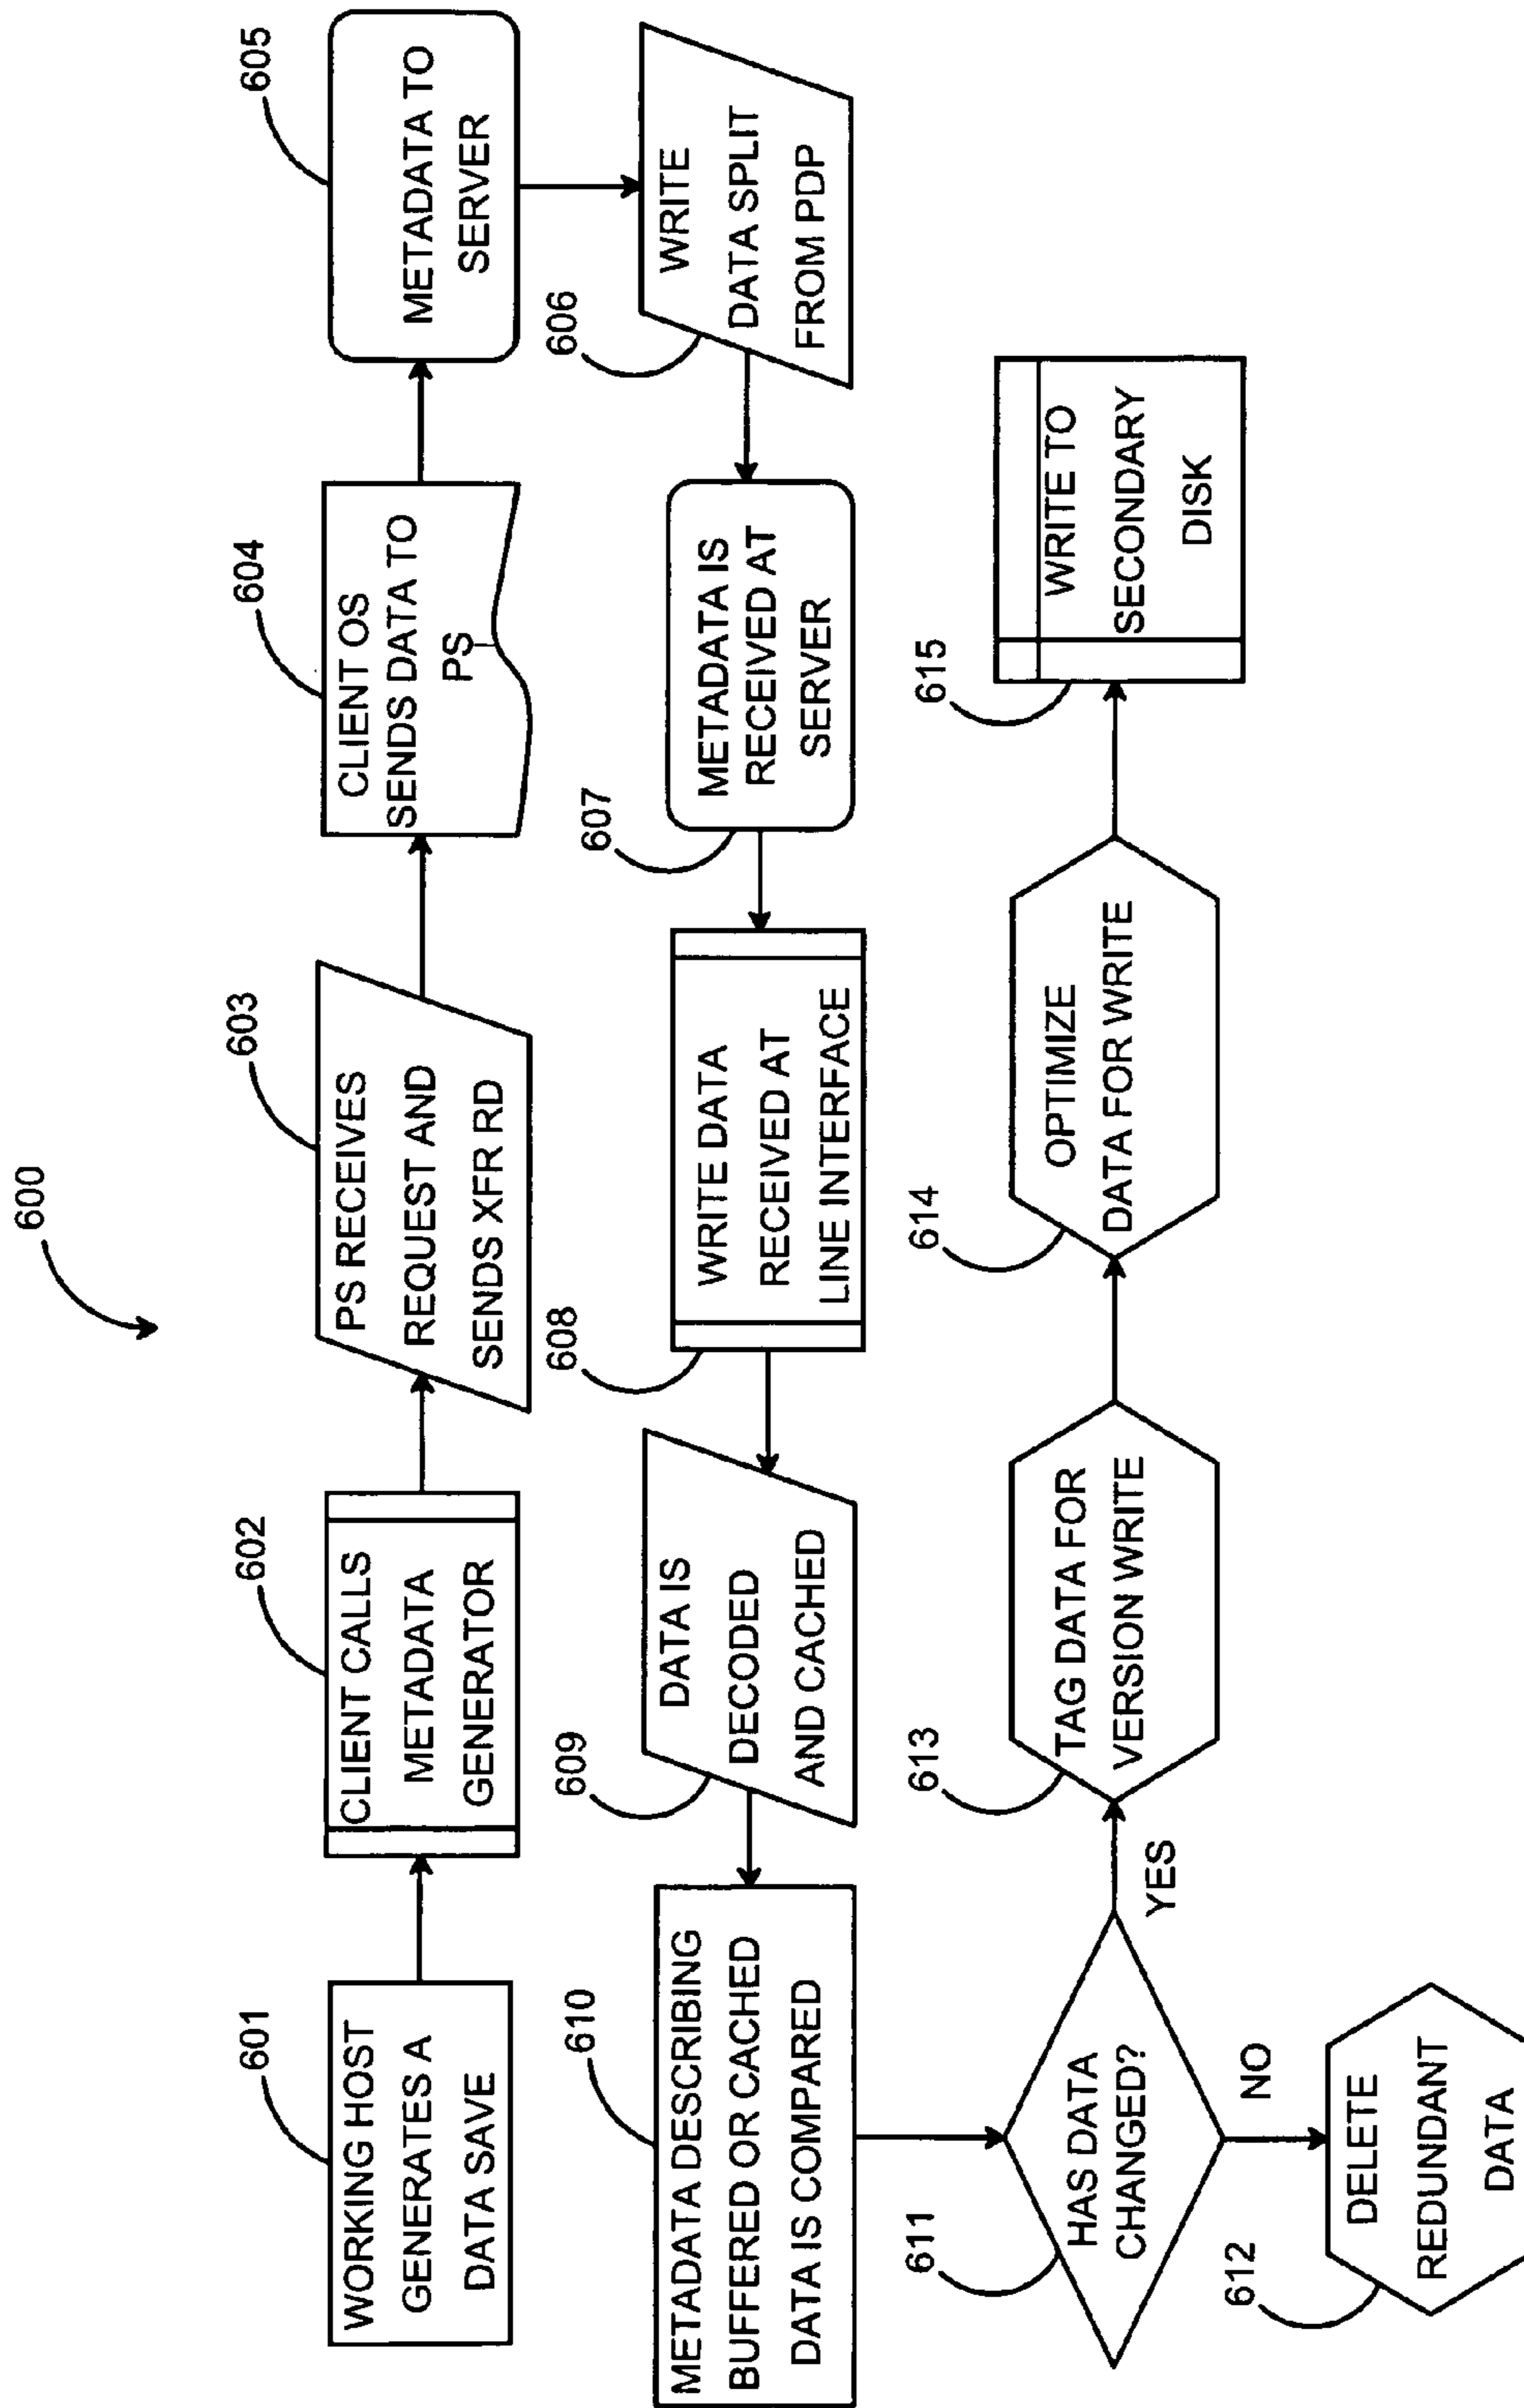 600
601
WORKING HOST
GENERATES A
DATA SAVE
602
CLIENT CALLS
METADATA
GENERATOR
603
PS RECEIVES
REQUEST AND
SENDS XFR RD
604
CLIENT OS
SENDS DATA TO
PS
605
METADATA TO
SERVER
606
WRITE
DATA SPLIT
FROM PDP
607
METADATA IS
RECEIVED AT
SERVER
608
WRITE DATA
RECEIVED AT
LINE INTERFACE
609
DATA IS
DECODED
AND CACHED
610
METADATA DESCRIBING
BUFFERED OR CACHED
DATA IS COMPARED
611
HAS DATA
CHANGED?
YES
NO
612
DELETE
REDUNDANT
DATA
613
TAG DATA FOR
VERSION WRITE
614
OPTIMIZE
DATA FOR WRITE
615
WRITE TO
SECONDARY
DISK